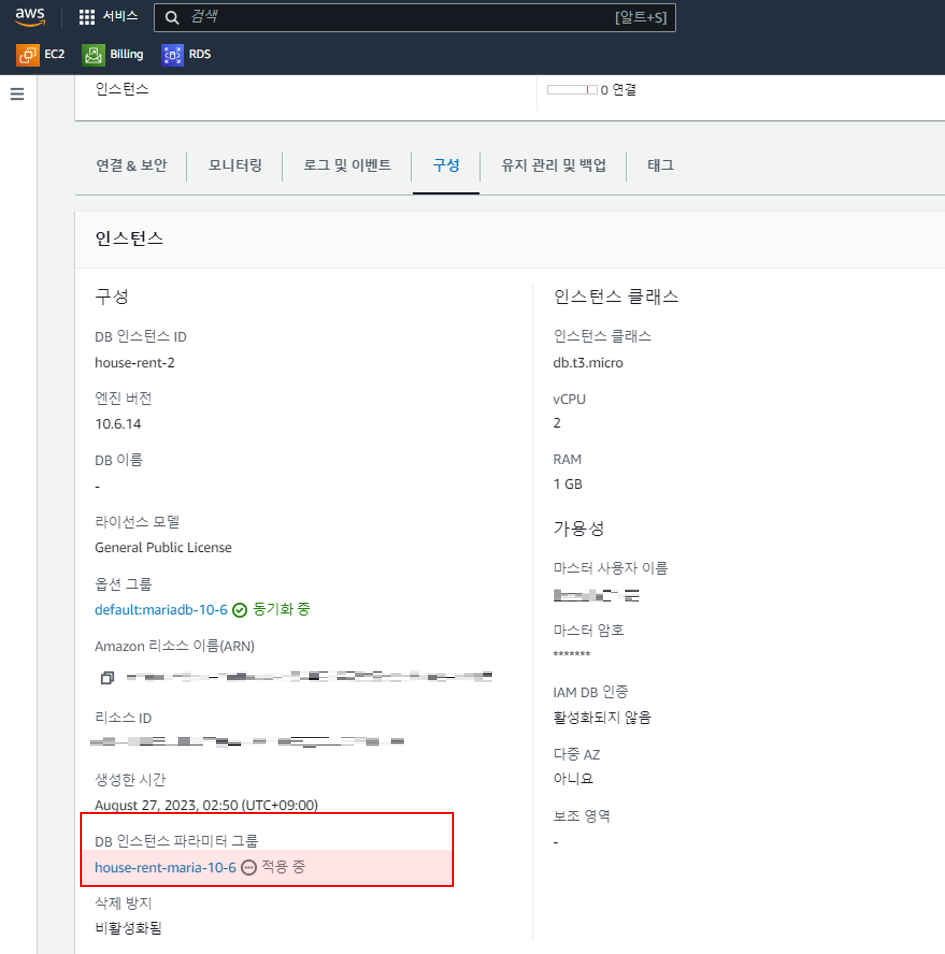 aws
서비스
검색
[알트+S]
EC2
Billing
RDS
인스턴스
0 연결
연결 & 보안
모니터링
로그 및 이벤트
구성
유지 관리 및 백업
태그
인스턴스
구성
DB 인스턴스 ID
house-rent-2
엔진 버전
10.6.14
DB 이름
-
라이선스 모델
General Public License
옵션 그룹
default:mariadb-10-6 동기화 중
Amazon 리소스 이름(ARN)
리소스 ID
생성한 시간
August 27, 2023, 02:50 (UTC+09:00)
DB 인스턴스 파라미터 그룹
house-rent-maria-10-6 적용 중
삭제 방지
비활성화됨
인스턴스 클래스
인스턴스 클래스
db.t3.micro
vCPU
2
RAM
1 GB
가용성
마스터 사용자 이름
마스터 암호
*******
IAM DB 인증
활성화되지 않음
다중 AZ
아니요
보조 영역
-